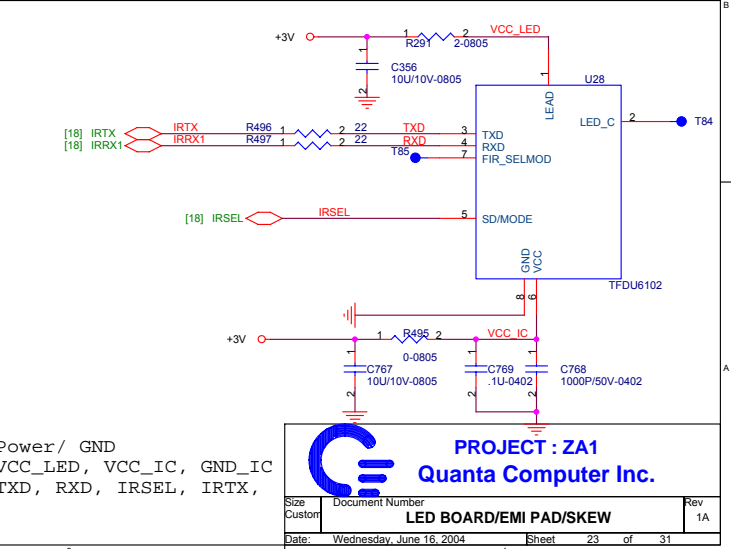 B
+3V
R291
1
2
2-0805
VCC_LED
1
2
C356
10U/10V-0805
1
U28
LEAD
LED_C
2
T84
[18] IRTX
IRTX
R496
1
2
22
TXD
3
TXD
[18] IRRX1
IRRX1
R497
1
2
22
RXD
4
RXD
T85
7
FIR_SELMOD
[18] IRSEL
IRSEL
5
SD/MODE
GND
VCC
8
6
TFDU6102
+3V
1
R495
2
0-0805
VCC_IC
1
2
C767
10U/10V-0805
1
2
C769
.1U-0402
1
2
C768
1000P/50V-0402
A
Power/ GND
VCC_LED, VCC_IC, GND_IC
TXD, RXD, IRSEL, IRTX,
PROJECT : ZA1
Quanta Computer Inc.
Size
Custom
Document Number
LED BOARD/EMI PAD/SKEW
Rev
1A
Date: Wednesday, June 16, 2004
Sheet 23 of 31